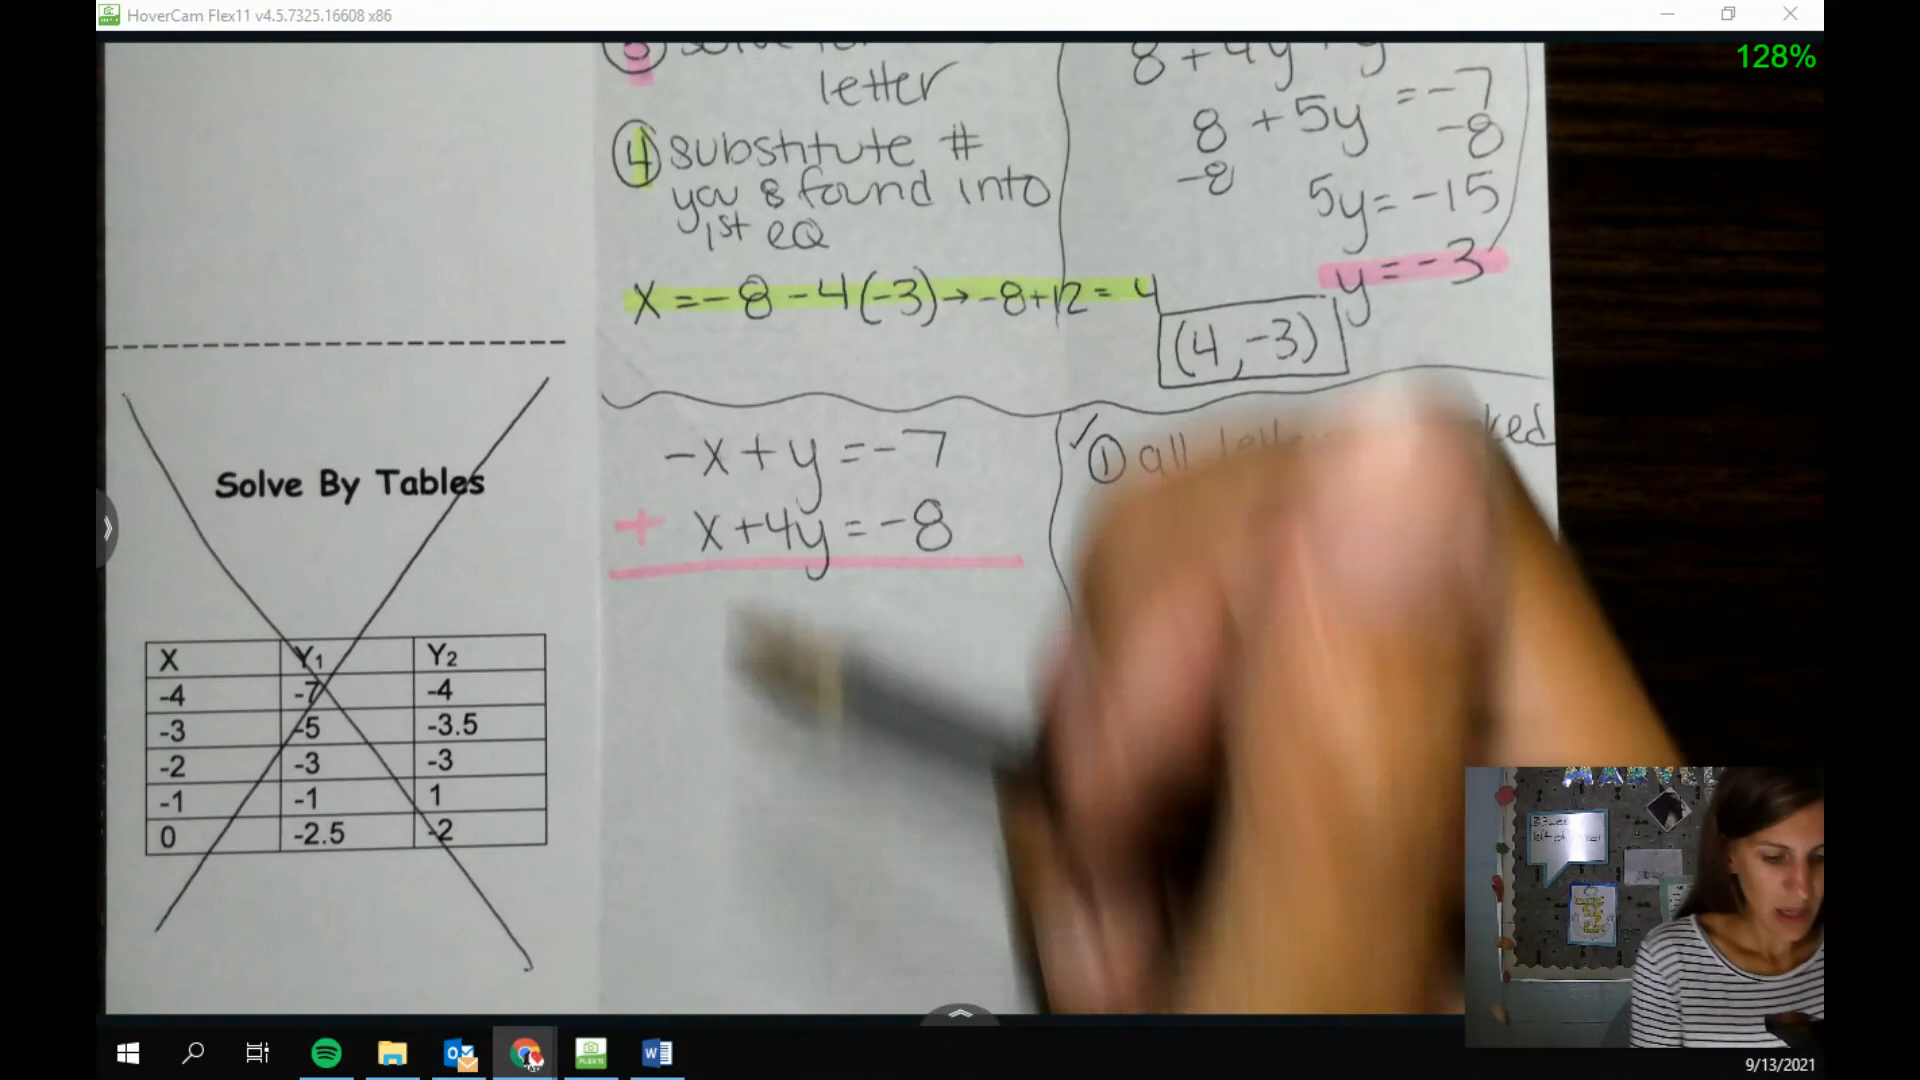 HoverCam Flex11 v4.5.7325.16608 x86
128%
letter
④ substitute #
you found into
1st eQ
x = -8 - 4(-3) → -8+12 = 4
8 + 4y + y
8 + 5y = -7
-8 -8
5y = -15
y = -3
(4, -3)
Solve By Tables
X Y₁ Y₂
-4 -7 -4
-3 -5 -3.5
-2 -3 -3
-1 -1 1
0 -2.5 -2
-x + y = -7
+ x + 4y = -8
✓ ① all
9/13/2021